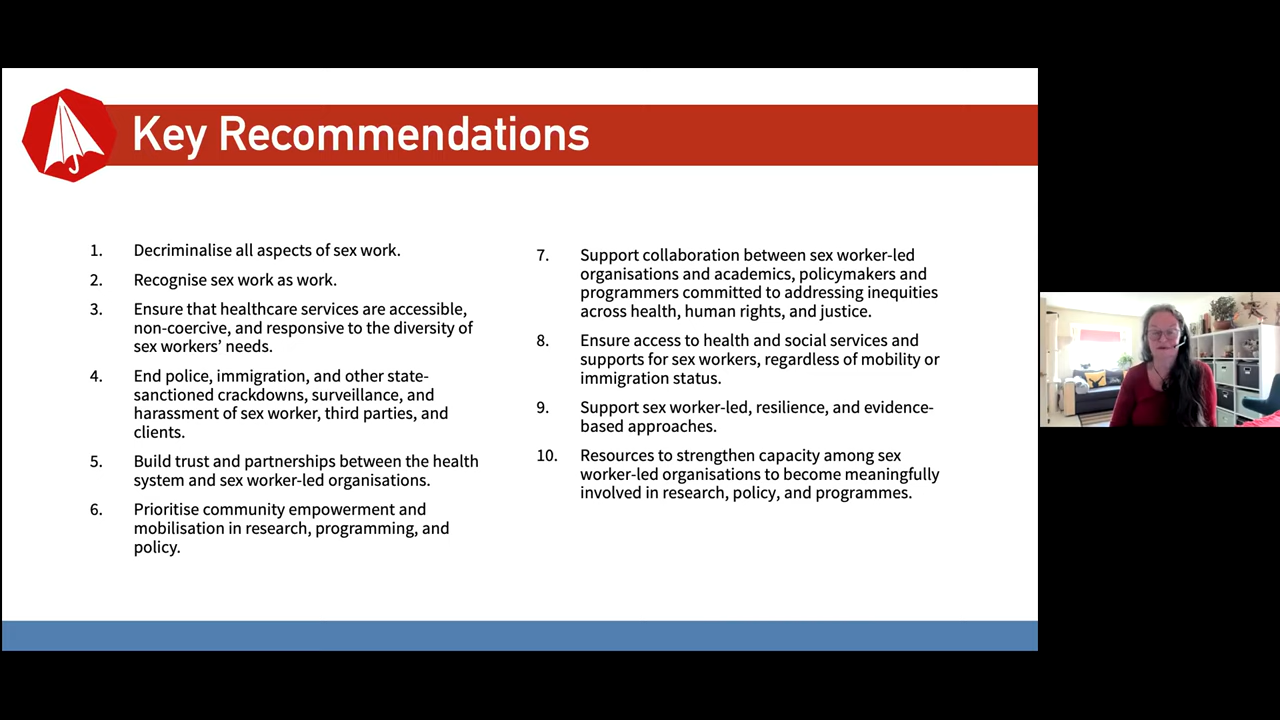 Key Recommendations
1. Decriminalise all aspects of sex work.
2. Recognise sex work as work.
3. Ensure that healthcare services are accessible,
non-coercive, and responsive to the diversity of
sex workers’ needs.
4. End police, immigration, and other state-
sanctioned crackdowns, surveillance, and
harassment of sex worker, third parties, and
clients.
5. Build trust and partnerships between the health
system and sex worker-led organisations.
6. Prioritise community empowerment and
mobilisation in research, programming, and
policy.
7. Support collaboration between sex worker-led
organisations and academics, policymakers and
programmers committed to addressing inequities
across health, human rights, and justice.
8. Ensure access to health and social services and
supports for sex workers, regardless of mobility or
immigration status.
9. Support sex worker-led, resilience, and evidence-
based approaches.
10. Resources to strengthen capacity among sex
worker-led organisations to become meaningfully
involved in research, policy, and programmes.